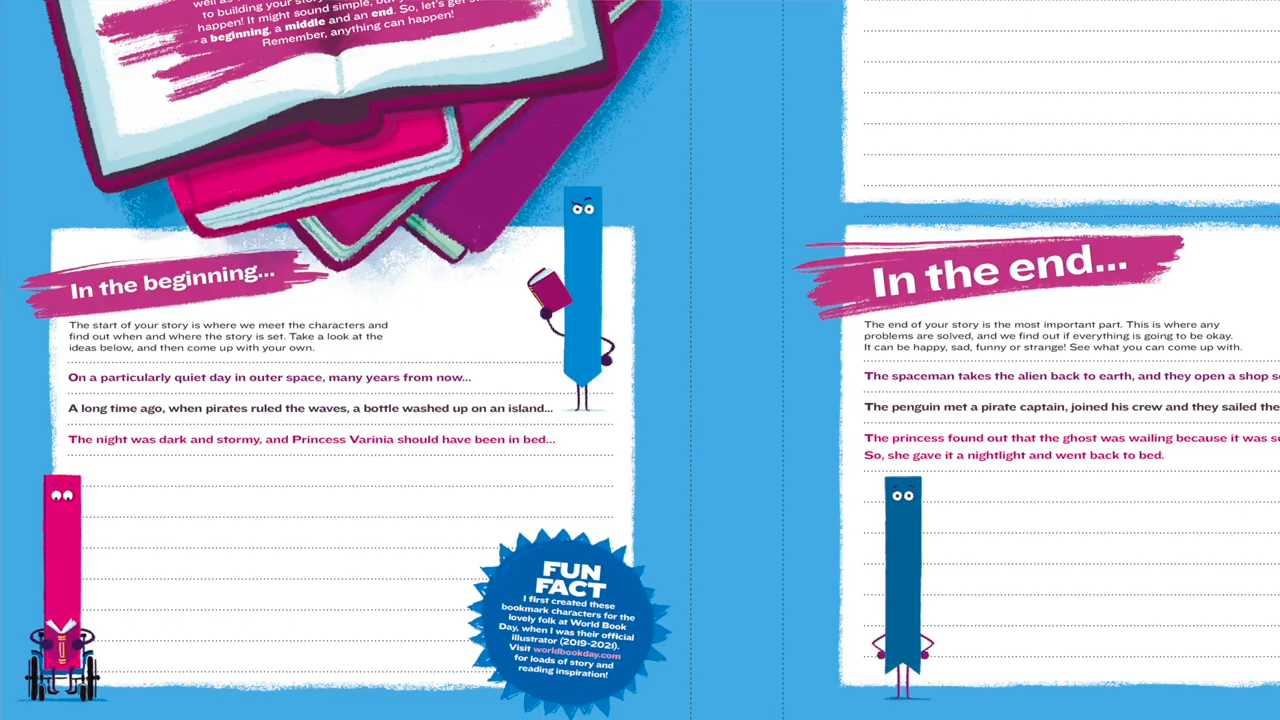 to building your story
happen! It might sound simple, but
a beginning, a middle and an end. So, let's get
Remember, anything can happen!
In the beginning...
The start of your story is where we meet the characters and
find out when and where the story is set. Take a look at the
ideas below, and then come up with your own.
On a particularly quiet day in outer space, many years from now...
A long time ago, when pirates ruled the waves, a bottle washed up on an island...
The night was dark and stormy, and Princess Varinia should have been in bed...
FUN
FACT
I first created these
bookmark characters for the
lovely folk at World Book
Day, when I was their official
illustrator (2019-2021).
Visit worldbookday.com
for loads of story and
reading inspiration!
In the end...
The end of your story is the most important part. This is where any
problems are solved, and we find out if everything is going to be okay.
It can be happy, sad, funny or strange! See what you can come up with.
The spaceman takes the alien back to earth, and they open a shop
The penguin met a pirate captain, joined his crew and they sailed the
The princess found out that the ghost was wailing because it was
So, she gave it a nightlight and went back to bed.